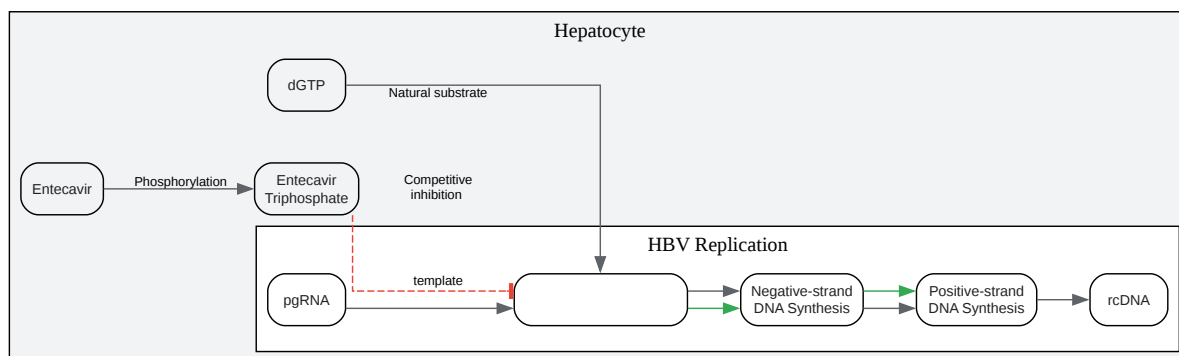 Hepatocyte
dGTP
Natural substrate
Entecavir
Phosphorylation
Entecavir
Triphosphate
Competitive
inhibition
HBV Replication
pgRNA
template
Negative-strand
DNA Synthesis
Positive-strand
DNA Synthesis
rcDNA